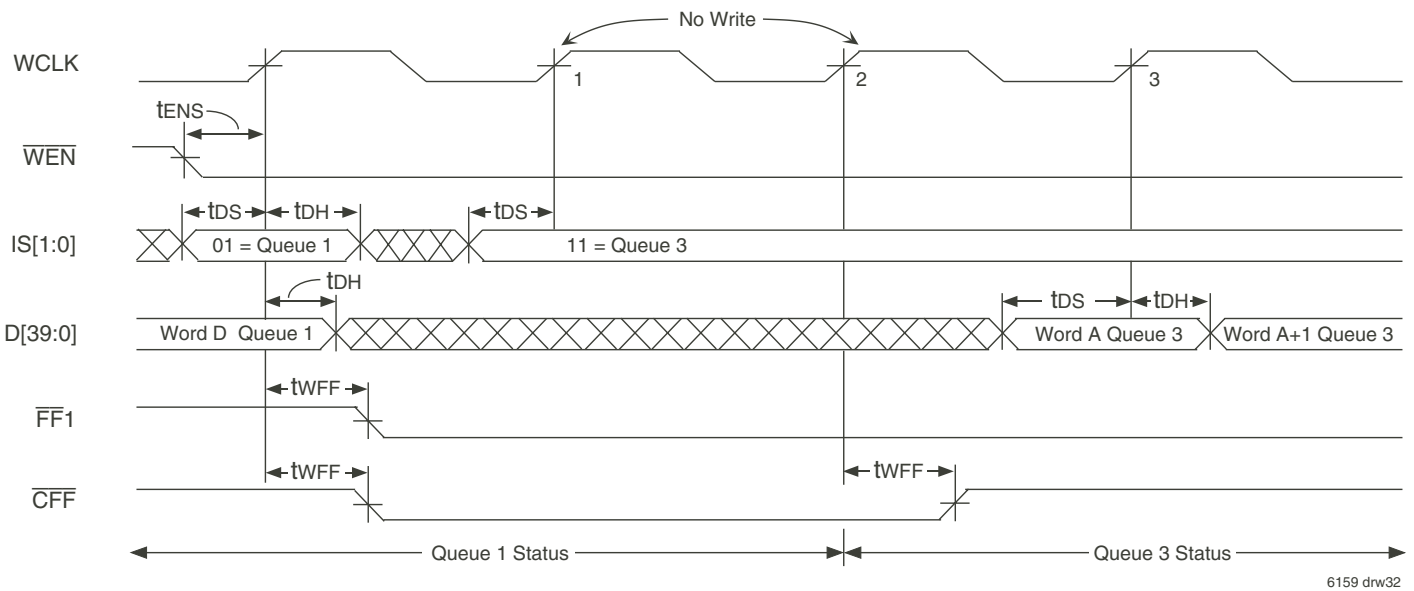 No Write
WCLK
1
2
3
tENS
WEN
tDS
tDH
tDS
IS[1:0]
01 = Queue 1
11 = Queue 3
tDH
tDS
tDH
D[39:0]
Word D Queue 1
Word A Queue 3
Word A+1 Queue 3
tWFF
FF1
tWFF
tWFF
CFF
Queue 1 Status
Queue 3 Status
6159 drw32